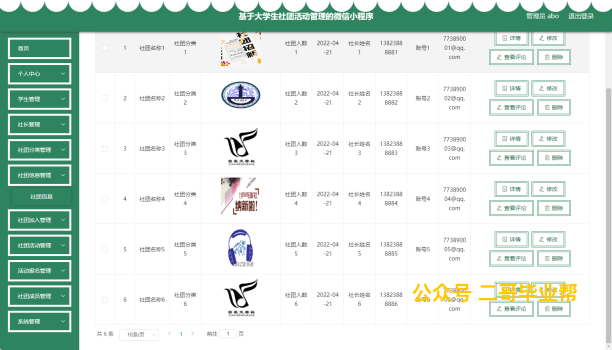 基于大学生社团活动管理的微信小程序
管理员 abo 退出登录
首页
个人中心
学生管理
社长管理
社团分类管理
社团信息管理
社团信息
社团加入管理
社团活动管理
活动报名管理
社团成员管理
系统管理
1 社团名称1 社团分类1 社团人数1 2022-04-21 社长姓名1 13823888881 账号1 773890001@qq.com 详情 修改 查看评论 删除
2 社团名称2 社团分类2 社团人数2 2022-04-21 社长姓名2 13823888882 账号2 773890002@qq.com 详情 修改 查看评论 删除
3 社团名称3 社团分类3 社团人数3 2022-04-21 社长姓名3 13823888883 账号3 773890003@qq.com 详情 修改 查看评论 删除
4 社团名称4 社团分类4 纳新啦! 社团人数4 2022-04-21 社长姓名4 13823888884 账号4 773890004@qq.com 详情 修改 查看评论 删除
5 社团名称5 社团分类5 社团人数5 2022-04-21 社长姓名5 13823888885 账号5 773890005@qq.com 详情 修改 查看评论 删除
6 社团名称6 社团分类6 社团人数6 2022-04-21 社长姓名6 13823888886 773890006@qq.com 详情 修改 查看评论 删除
公众号 二哥毕业帮
共 6 条 10条/页 1 前往 1 页